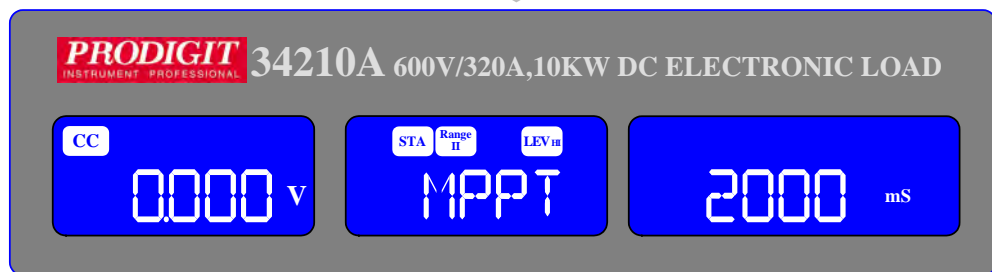 PRODIGIT
INSTRUMENT PROFESSIONAL
34210A 600V/320A,10KW DC ELECTRONIC LOAD
CC
0.000 V
STA Range II LEV HI
MPPT
2000 mS